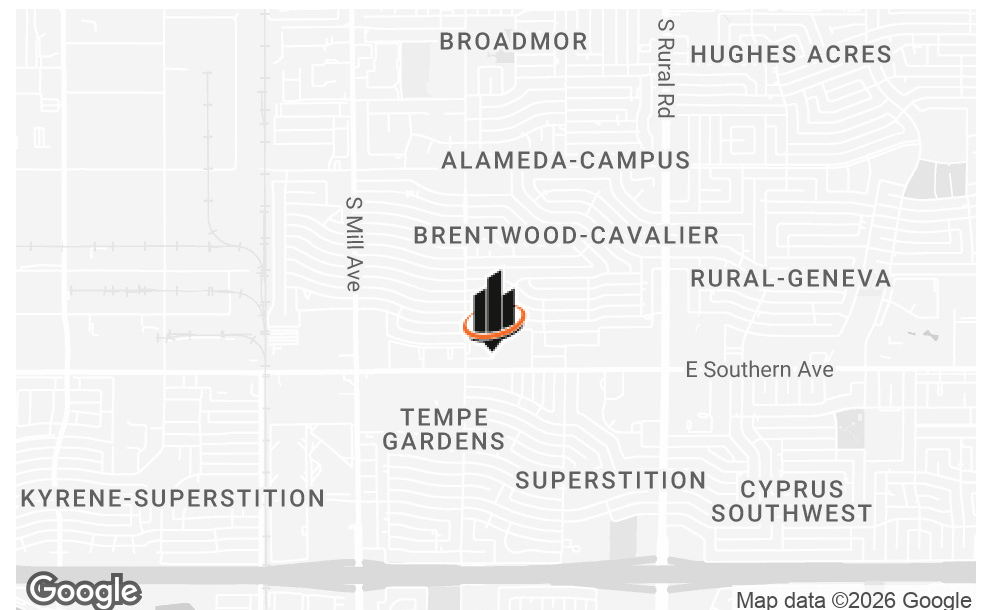 BROADMOR
S Rural Rd
HUGHES ACRES
ALAMEDA-CAMPUS
S Mill Ave
BRENTWOOD-CAVALIER
RURAL-GENEVA
E Southern Ave
TEMPE
GARDENS
SUPERSTITION
CYPRUS
SOUTHWEST
KYRENE-SUPERSTITION
Google
Map data ©2026 Google